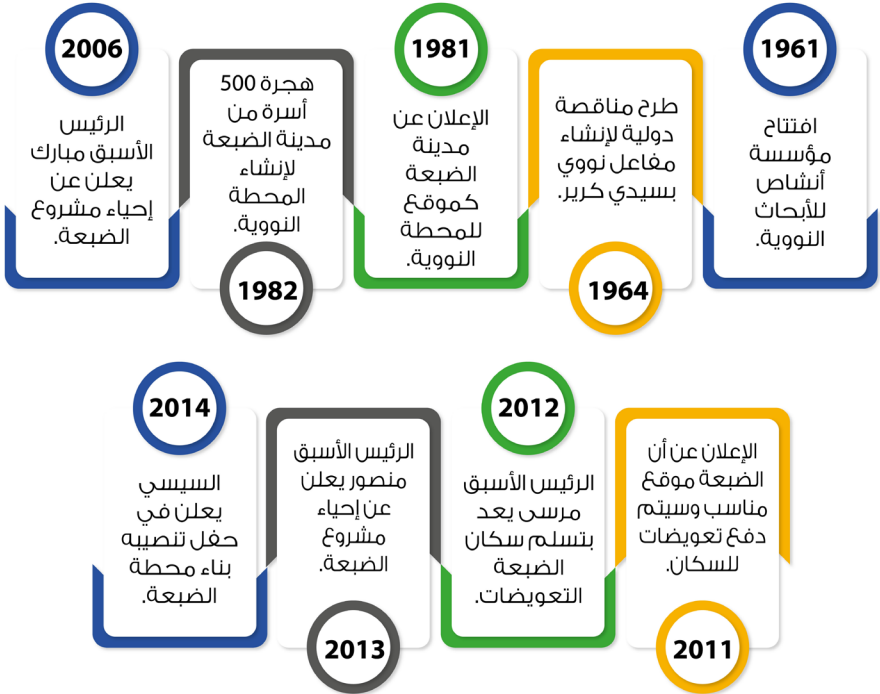 1961
افتتاح
مؤسسة
أنشاص
للأبحاث
النووية.
طرح مناقصة
دولية لإنشاء
مفاعل نووي
بسيدي كرير.
1964
1981
الإعلان عن
مدينة
الضبعة
كموقع
للمحطة
النووية.
هجرة 500
أسرة من
مدينة الضبعة
لإنشاء
المحطة
النووية.
1982
2006
الرئيس
الأسبق مبارك
يعلن عن
إحياء مشروع
الضبعة.
الإعلان عن أن
الضبعة موقع
مناسب وسيتم
دفع تعويضات
للسكان.
2011
2012
الرئيس الأسبق
مرسى يعد
بتسلم سكان
الضبعة
التعويضات.
الرئيس الأسبق
منصور يعلن
عن إحياء
مشروع
الضبعة.
2013
2014
السيسي
يعلن في
حفل تنصيبه
بناء محطة
الضبعة.